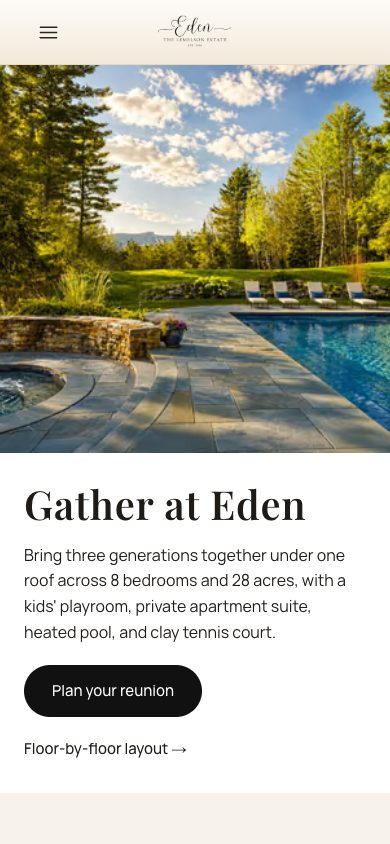 Eden
THE LEMELSON ESTATE
Gather at Eden
Bring three generations together under one
roof across 8 bedrooms and 28 acres, with a
kids' playroom, private apartment suite,
heated pool, and clay tennis court.
Plan your reunion
Floor-by-floor layout →